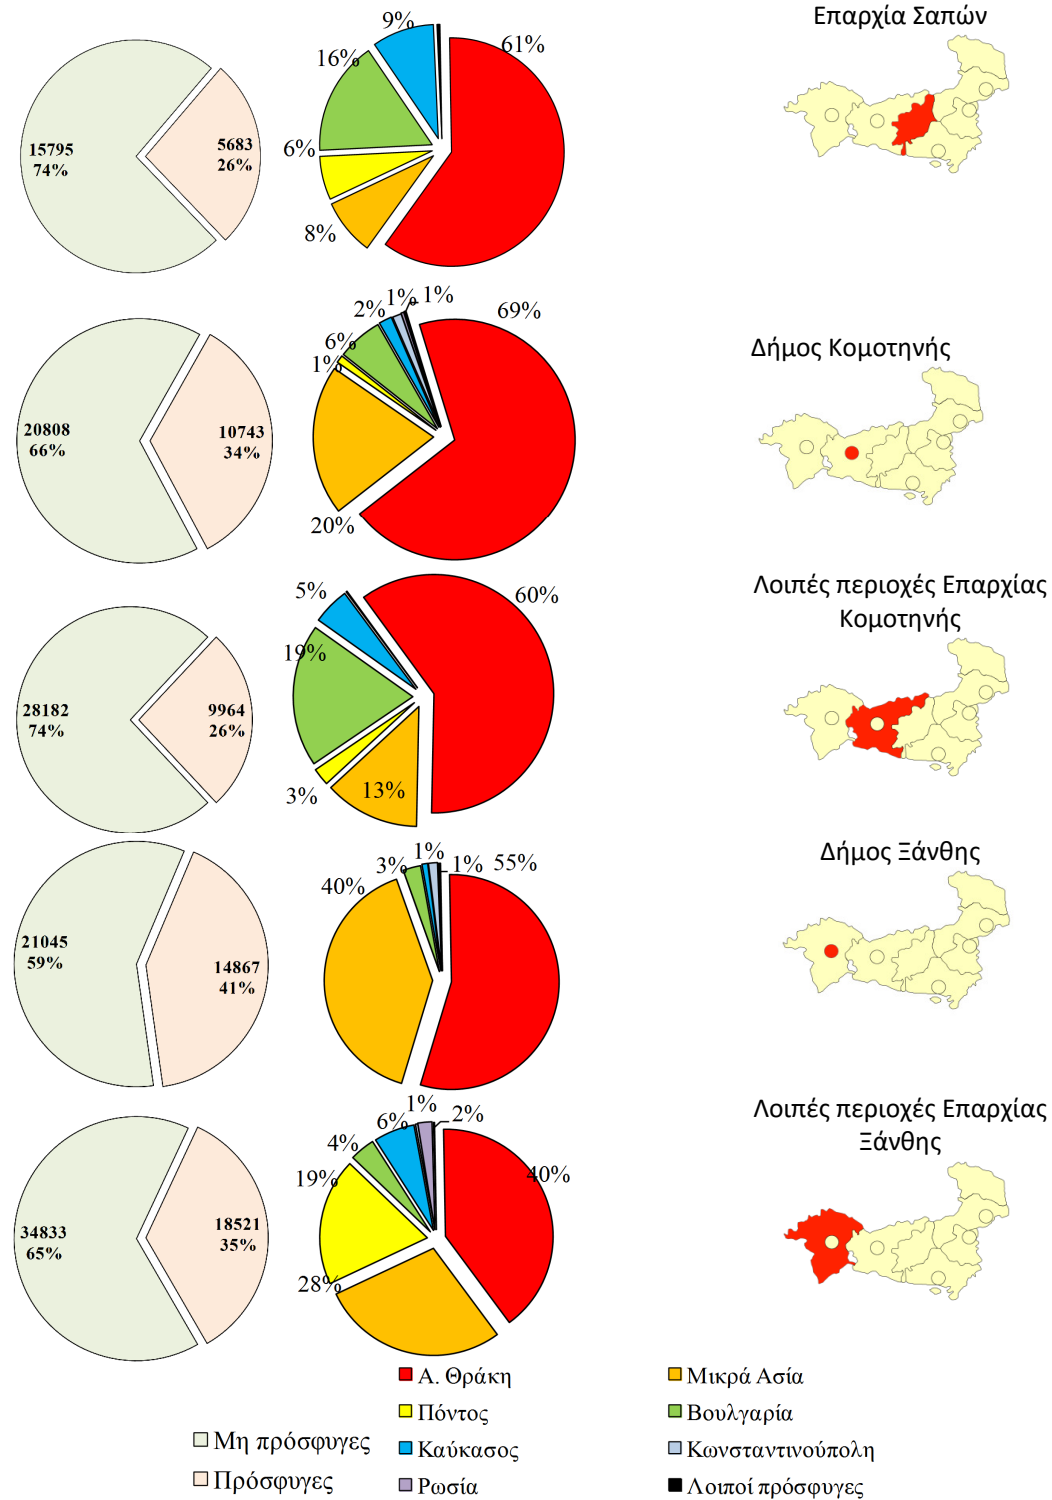 Επαρχία Σαπών
9%
61%
16%
15795
74%
5683
26%
6%
8%
Δήμος Κομοτηνής
2%
1%
1%
69%
6%
1%
20808
66%
10743
34%
20%
Λοιπές περιοχές Επαρχίας
Κομοτηνής
5%
60%
19%
28182
74%
9964
26%
3%
13%
Δήμος Ξάνθης
1%
3%
1%
55%
40%
21045
59%
14867
41%
Λοιπές περιοχές Επαρχίας
Ξάνθης
1%
2%
6%
4%
40%
19%
34833
65%
18521
35%
28%
Α. Θράκη
Μικρά Ασία
Πόντος
Βουλγαρία
Μη πρόσφυγες
Καύκασος
Κωνσταντινούπολη
Πρόσφυγες
Ρωσία
Λοιποί πρόσφυγες